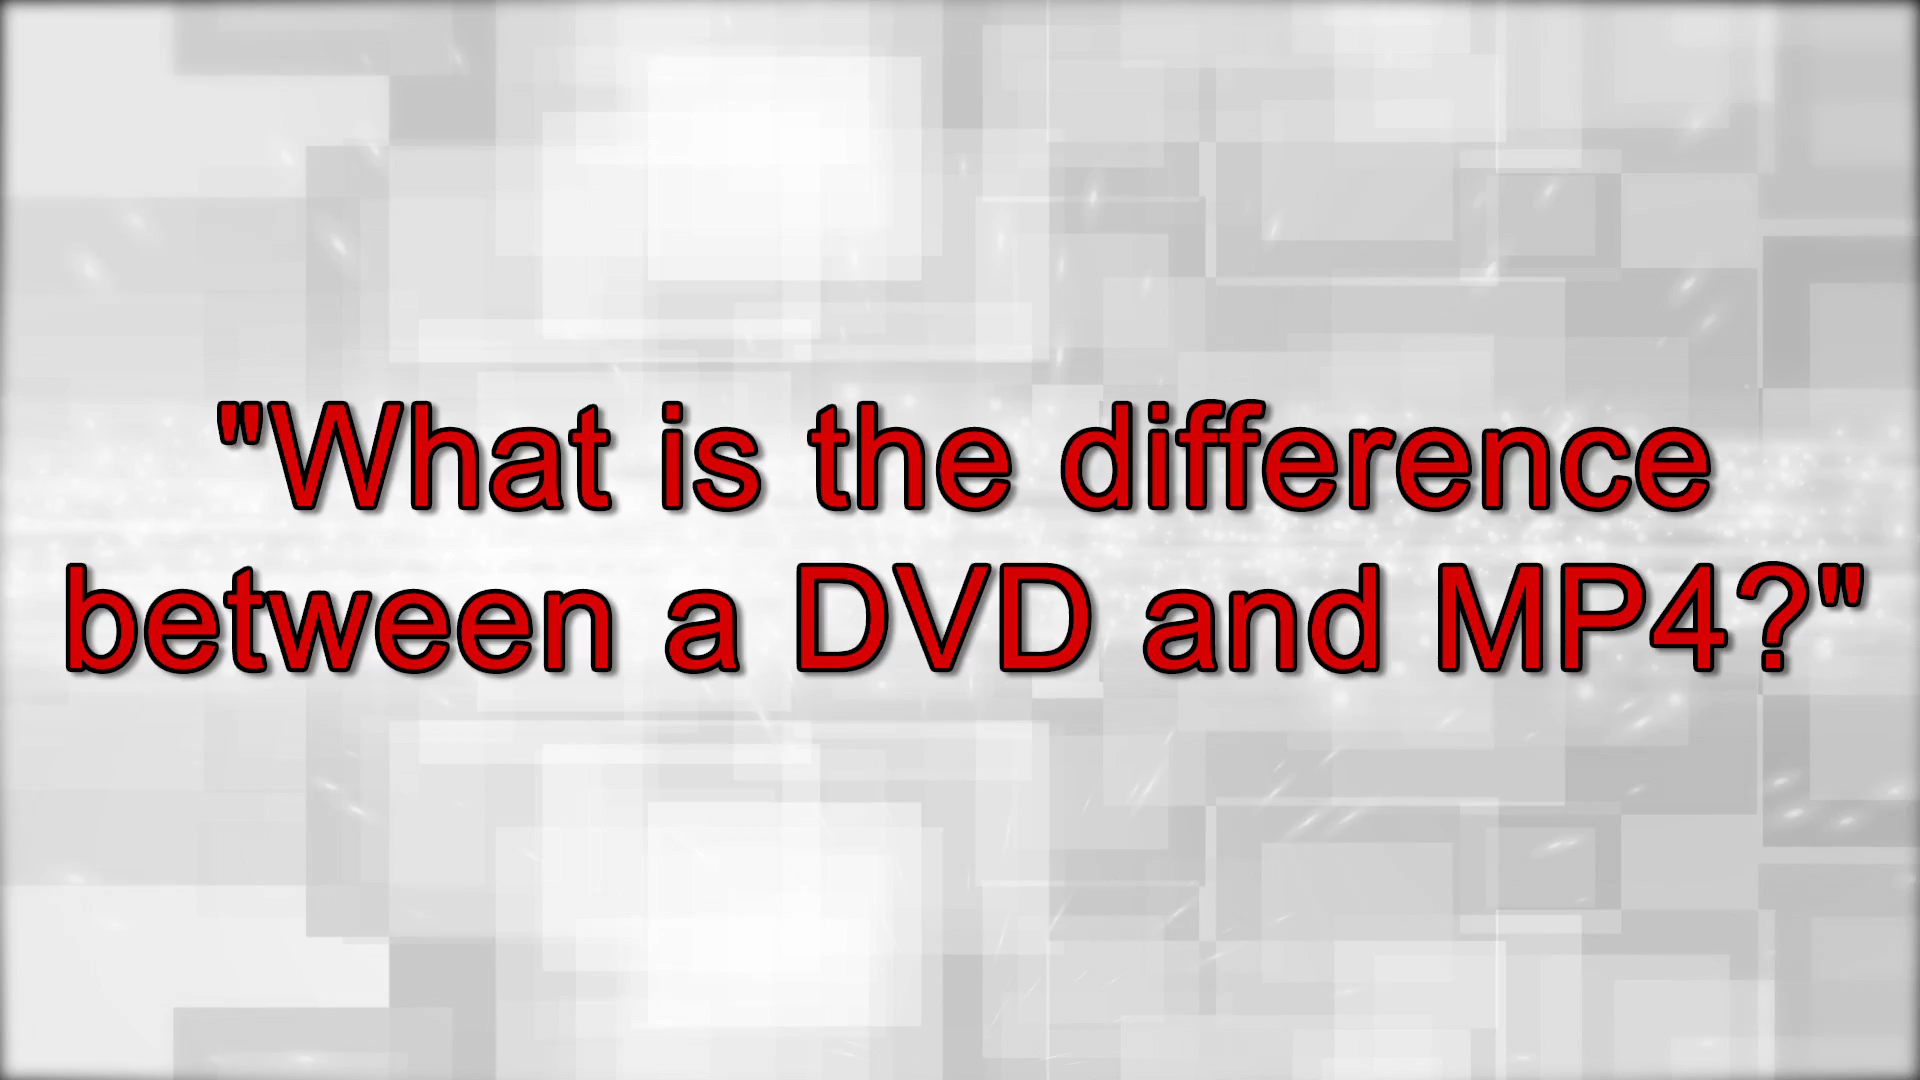 "What is the difference
between a DVD and MP4?"